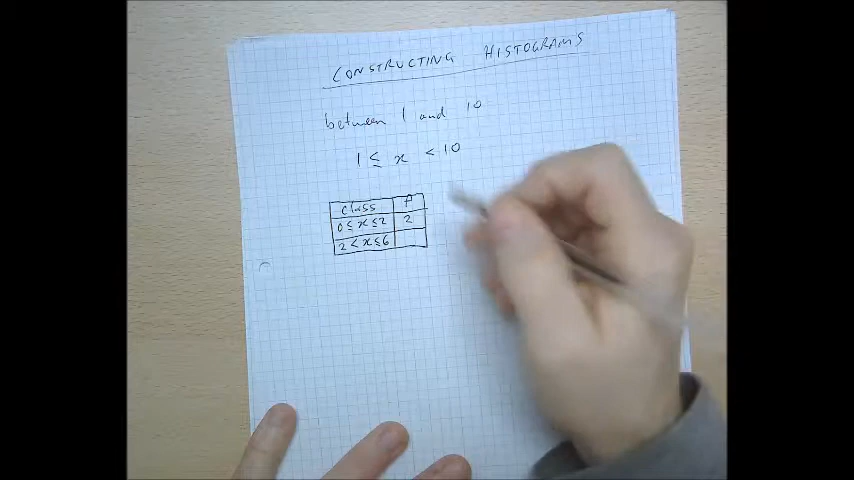 CONSTRUCTING HISTOGRAMS
between 1 and 10
1 ≤ x < 10
class f
0 ≤ x ≤ 2 2
2 < x ≤ 6